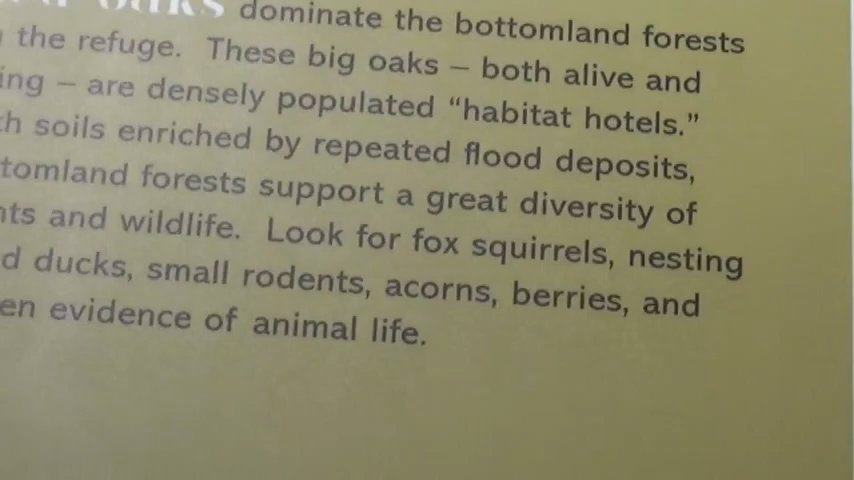 oaks dominate the bottomland forests
the refuge. These big oaks – both alive and
– are densely populated “habitat hotels.”
soils enriched by repeated flood deposits,
forests support a great diversity of
and wildlife. Look for fox squirrels, nesting
ducks, small rodents, acorns, berries, and
evidence of animal life.